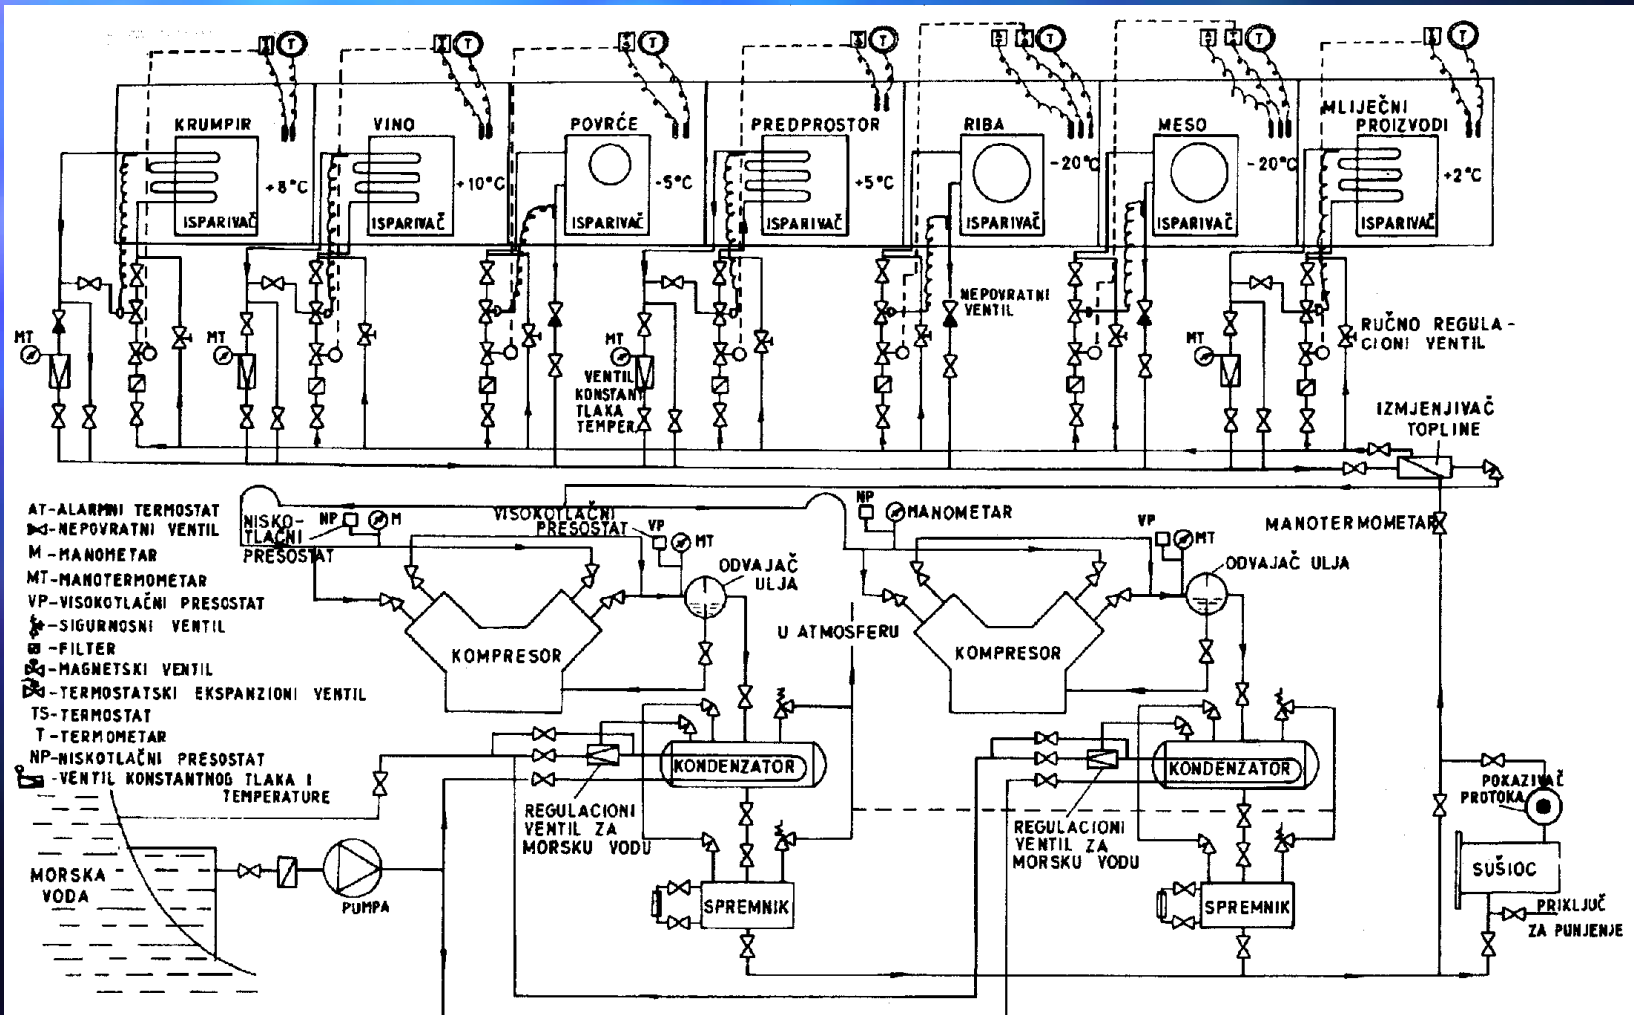 T
T
T
T
T
T
T
KRUMPIR
VINO
POVRĆE
PREDPROSTOR
RIBA
MESO
MLIJEČNI
PROIZVODI
+8°C
+10°C
-5°C
+5°C
-20°C
-20°C
+2°C
ISPARIVAČ
ISPARIVAČ
ISPARIVAČ
ISPARIVAČ
ISPARIVAČ
ISPARIVAČ
ISPARIVAČ
NEPOVRATNI
VENTIL
RUČNO REGULA-
CIONI VENTIL
MT
MT
MT
MT
VENTIL
KONSTANT
TLAKA
TEMPER.
IZMJENJIVAČ
TOPLINE
AT-ALARMNI TERMOSTAT
-NEPOVRATNI VENTIL
M-MANOMETAR
MT-MANOTERMOMETAR
VP-VISOKOTLAČNI PRESOSTAT
-SIGURNOSNI VENTIL
-FILTER
-MAGNETSKI VENTIL
-TERMOSTATSKI EKSPANZIONI VENTIL
TS-TERMOSTAT
T-TERMOMETAR
NP-NISKOTLAČNI PRESOSTAT
-VENTIL KONSTANTNOG TLAKA I
TEMPERATURE
NISKO-
TLAČNI
PRESOSTAT
NP
M
VISOKOTLAČNI
PRESOSTAT
VP
MT
ODVAJAČ
ULJA
NP
MANOMETAR
VP
MT
MANOTERMOMETAR
ODVAJAČ ULJA
KOMPRESOR
U ATMOSFERU
KOMPRESOR
KONDENZATOR
KONDENZATOR
REGULACIONI
VENTIL ZA
MORSKU VODU
REGULACIONI
VENTIL ZA
MORSKU VODU
POKAZIVAČ
PROTOKA
MORSKA
VODA
PUMPA
SPREMNIK
SPREMNIK
SUŠIOC
PRIKLJUČ
ZA PUNJENJE